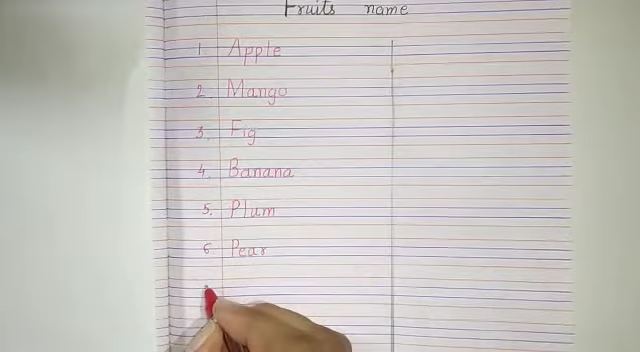 Fruits name
1. Apple
2. Mango
3. Fig
4. Banana
5. Plum
6. Pear